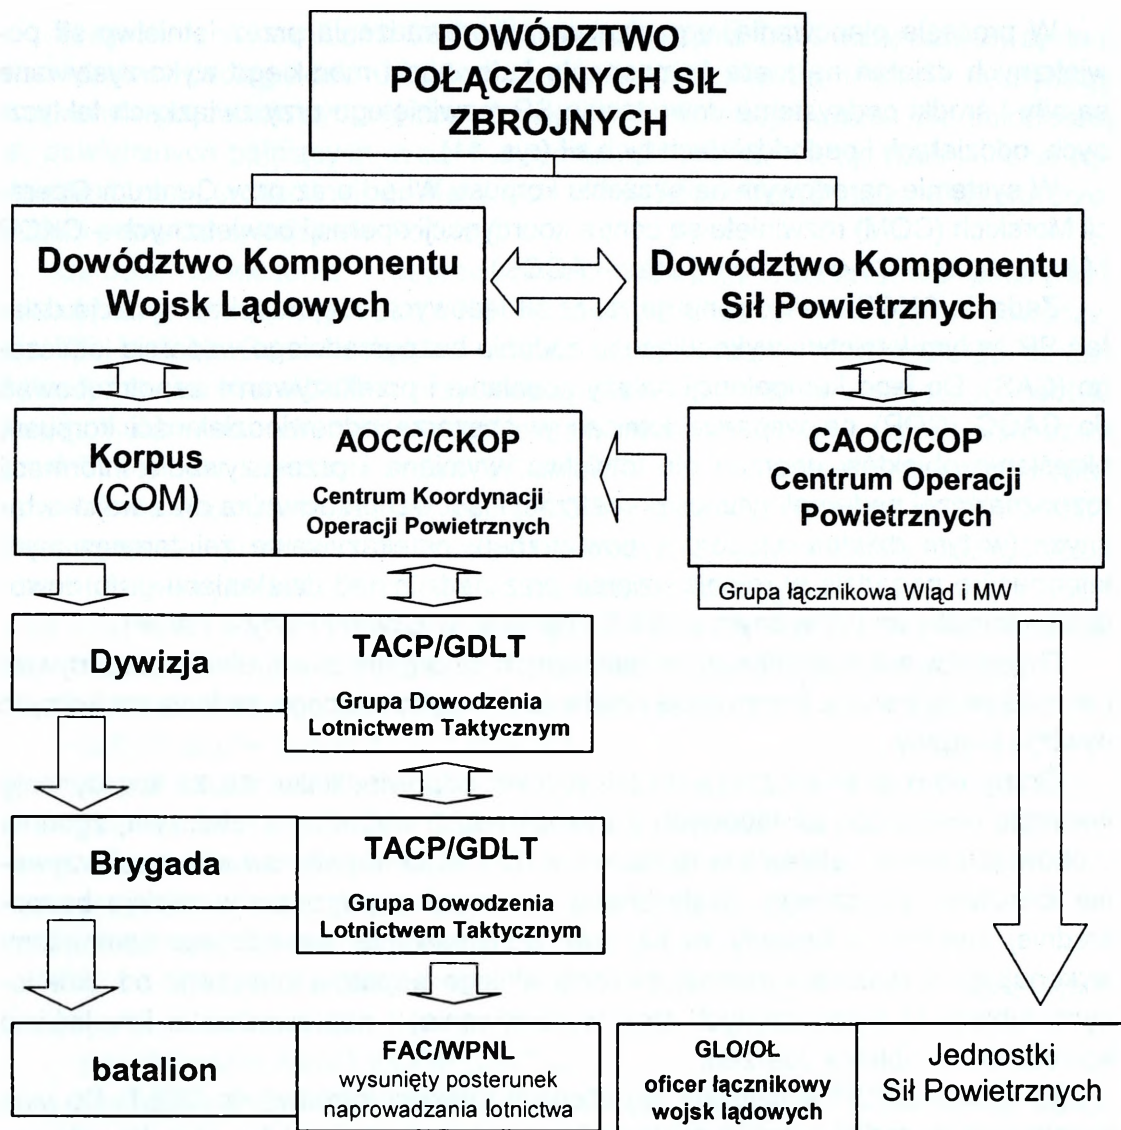 DOWÓDZTWO
POŁĄCZONYCH SIŁ
ZBROJNYCH
Dowództwo Komponentu
Wojsk Lądowych
Dowództwo Komponentu
Sił Powietrznych
Korpus
(COM)
AOCC/CKOP
Centrum Koordynacji
Operacji Powietrznych
CAOC/COP
Centrum Operacji
Powietrznych
Grupa łącznikowa WLąd i MW
Dywizja
TACP/GDLT
Grupa Dowodzenia
Lotnictwem Taktycznym
Brygada
TACP/GDLT
Grupa Dowodzenia
Lotnictwem Taktycznym
batalion
FAC/WPNL
wysunięty posterunek
naprowadzania lotnictwa
GLO/OŁ
oficer łącznikowy
wojsk lądowych
Jednostki
Sił Powietrznych